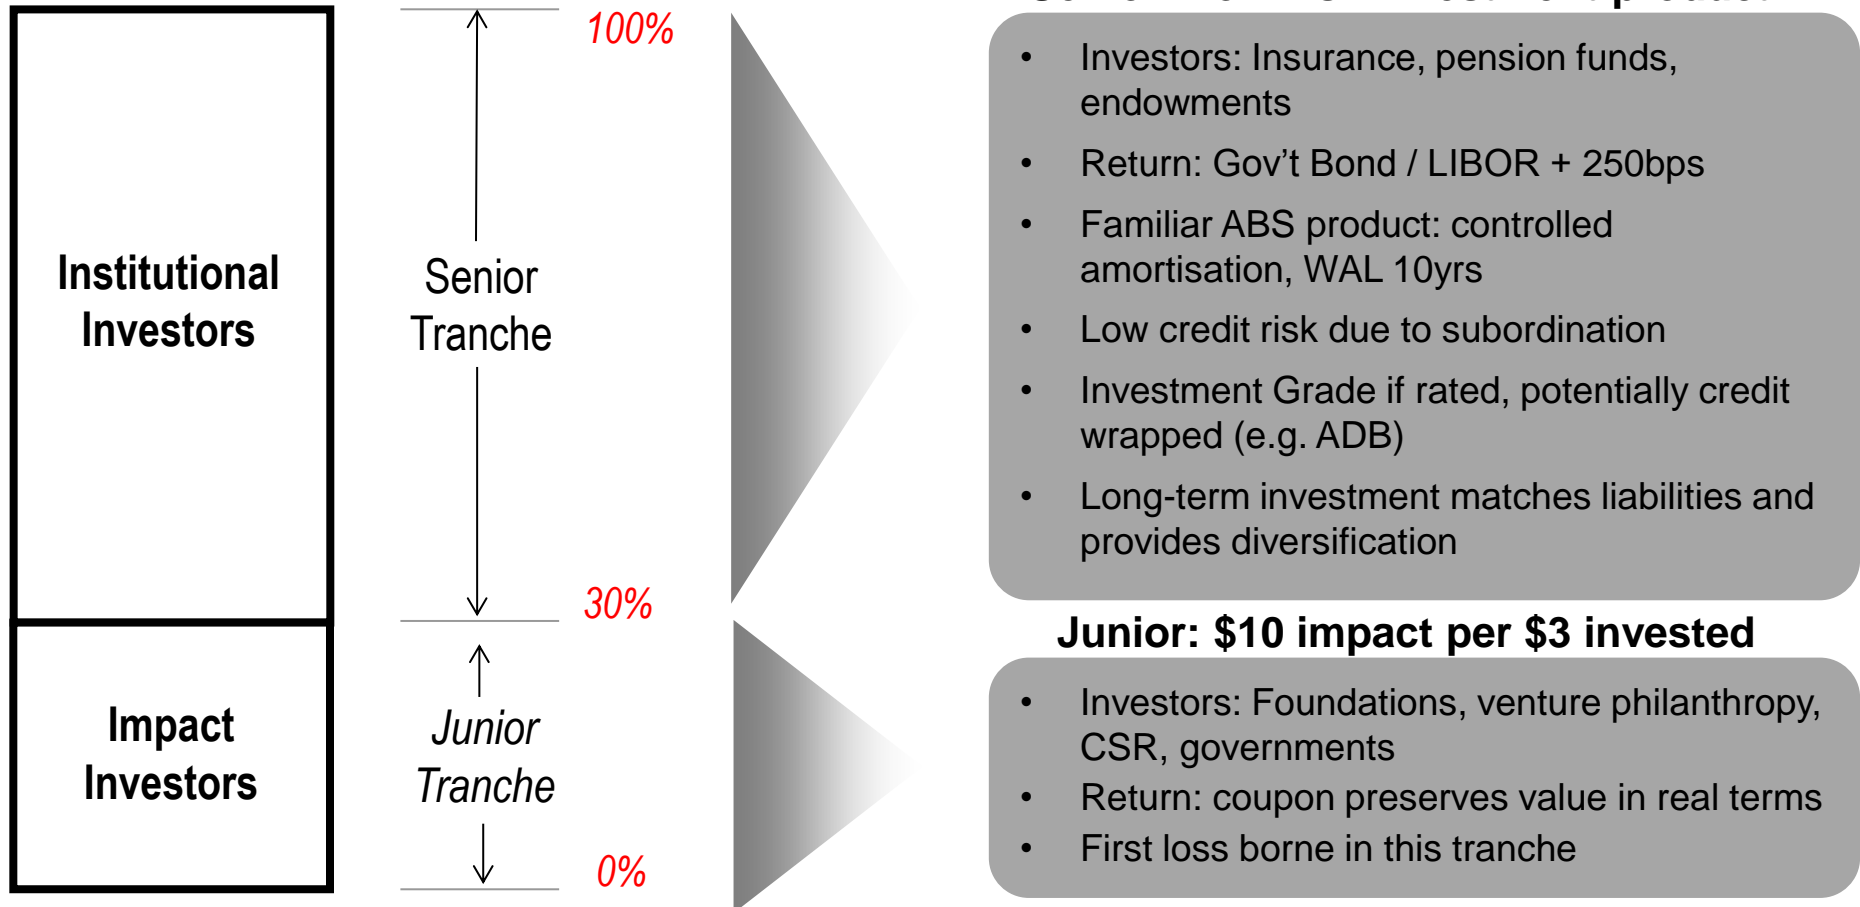 100%
• Investors: Insurance, pension funds,
endowments
• Return: Gov't Bond / LIBOR + 250bps
• Familiar ABS product: controlled
amortisation, WAL 10yrs
• Low credit risk due to subordination
• Investment Grade if rated, potentially credit
wrapped (e.g. ADB)
• Long-term investment matches liabilities and
provides diversification
Institutional
Investors
Senior
Tranche
30%
Junior: $10 impact per $3 invested
• Investors: Foundations, venture philanthropy,
CSR, governments
• Return: coupon preserves value in real terms
• First loss borne in this tranche
Impact
Investors
Junior
Tranche
0%